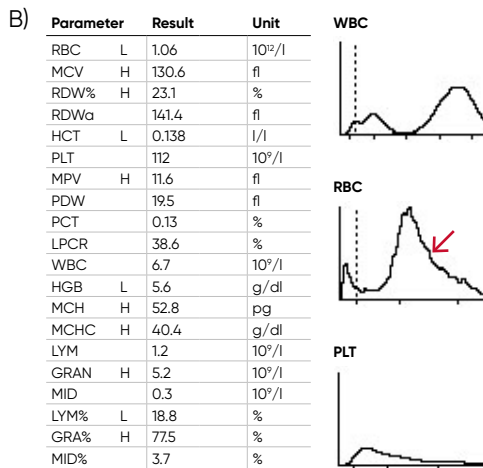 B)
Parameter Result Unit
RBC L 1.06 10¹²/l
MCV H 130.6 fl
RDW% H 23.1 %
RDWa 141.4 fl
HCT L 0.138 l/l
PLT 112 10⁹/l
MPV H 11.6 fl
PDW 19.5 fl
PCT 0.13 %
LPCR 38.6 %
WBC 6.7 10⁹/l
HGB L 5.6 g/dl
MCH H 52.8 pg
MCHC H 40.4 g/dl
LYM 1.2 10⁹/l
GRAN H 5.2 10⁹/l
MID 0.3 10⁹/l
LYM% L 18.8 %
GRA% H 77.5 %
MID% 3.7 %
WBC
RBC
PLT